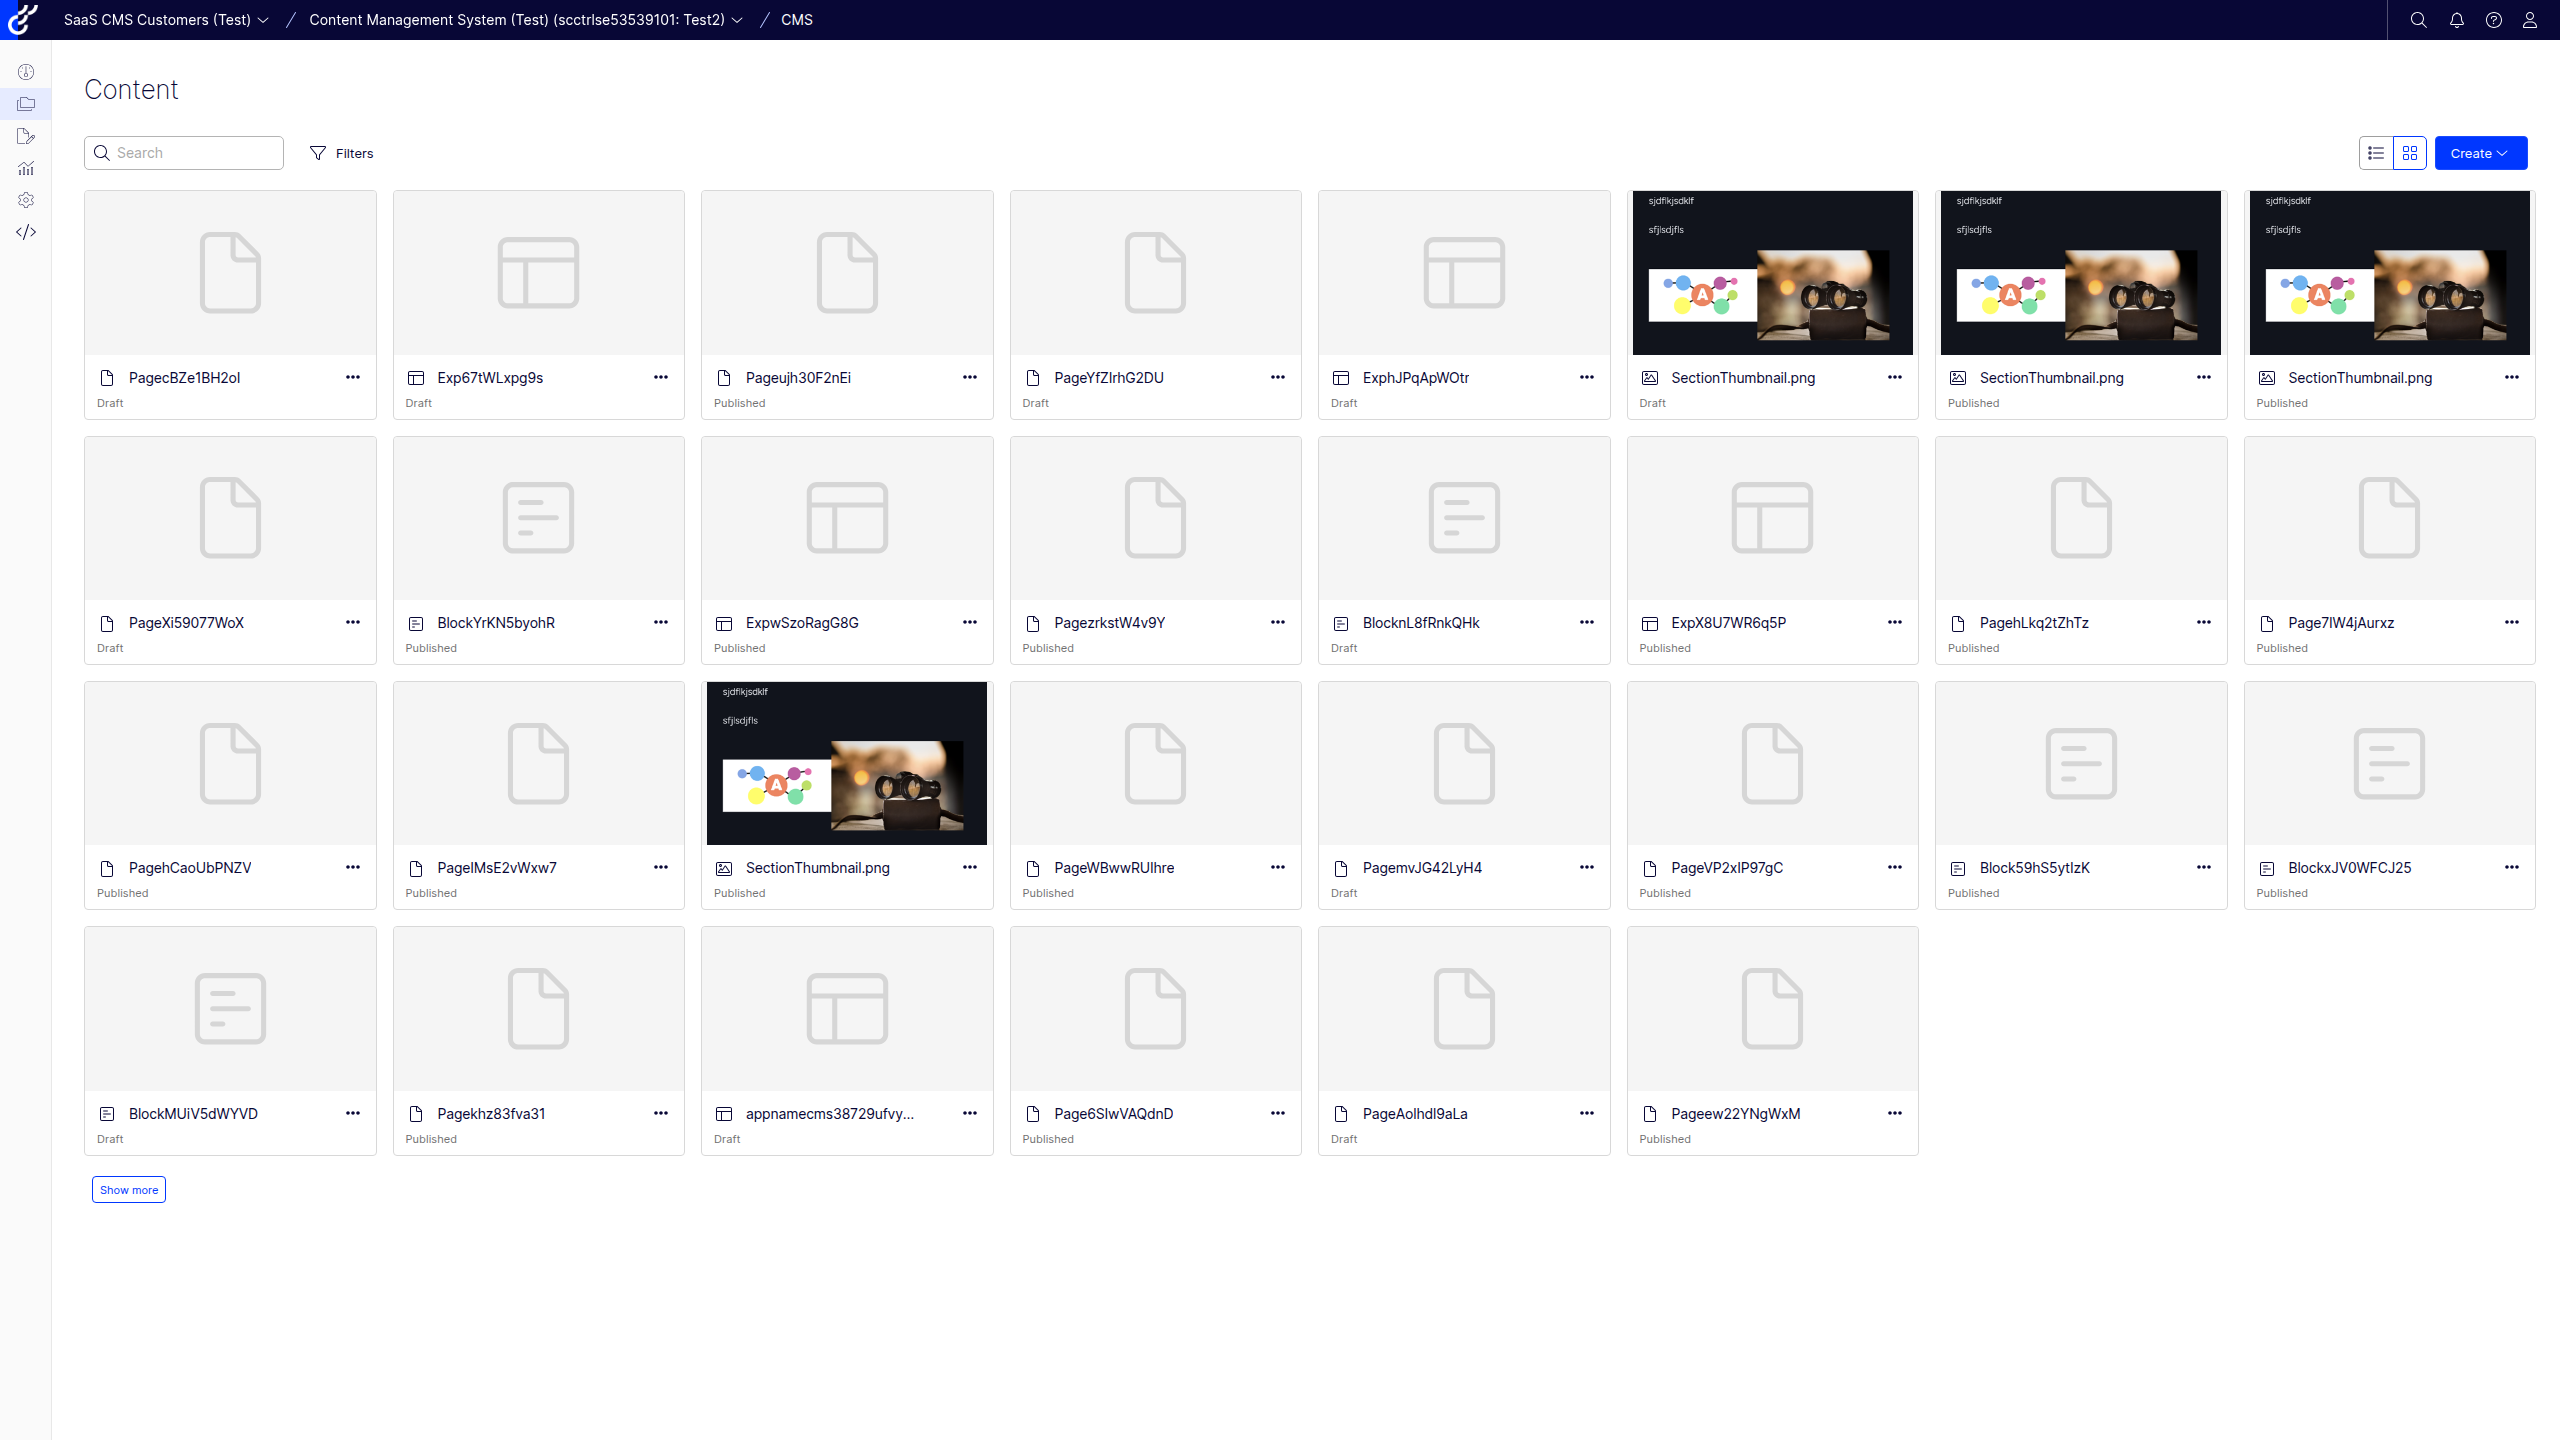 SaaS CMS Customers (Test) / Content Management System (Test) (scctrlse53539101: Test2) / CMS
Content
Search Filters Create
sjdflkjsdklf sjdflkjsdklf sjdflkjsdklf
sfjlsdjfls sfjlsdjfls sfjlsdjfls
A A A
PagecBZe1BH2oI Exp67tWLxpg9s Pageujh30F2nEi PageYfZIrhG2DU ExphJPqApWOtr SectionThumbnail.png SectionThumbnail.png SectionThumbnail.png
Draft Draft Published Draft Draft Draft Published Published
PageXi59077WoX BlockYrKN5byohR ExpwSzoRagG8G PagezrkstW4v9Y BlocknL8fRnkQHk ExpX8U7WR6q5P PagehLkq2tZhTz Page7lW4jAurxz
Draft Published Published Published Draft Published Published Published
sjdflkjsdklf
sfjlsdjfls
A
PagehCaoUbPNZV PagelMsE2vWxw7 SectionThumbnail.png PageWBwwRUlhre PagemvJG42LyH4 PageVP2xIP97gC Block59hS5ytIzK BlockxJV0WFCJ25
Published Published Published Published Draft Published Published Published
BlockMUiV5dWYVD Pagekhz83fva31 appnamecms38729ufvy... Page6SlwVAQdnD PageAolhdl9aLa Pageew22YNgWxM
Draft Published Draft Published Draft Published
Show more